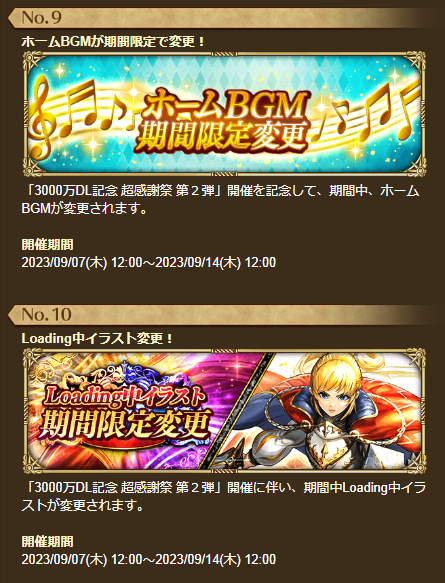 No.9
ホームBGMが期間限定で変更！
ホームBGM
期間限定変更
「3000万DL記念 超感謝祭 第２弾」開催を記念して、期間中、ホーム
BGMが変更されます。
開催期間
2023/09/07(木) 12:00～2023/09/14(木) 12:00
No.10
Loading中イラスト変更！
Loading中イラスト
期間限定変更
「3000万DL記念 超感謝祭 第２弾」開催に伴い、期間中Loading中イラ
ストが変更されます。
開催期間
2023/09/07(木) 12:00～2023/09/14(木) 12:00